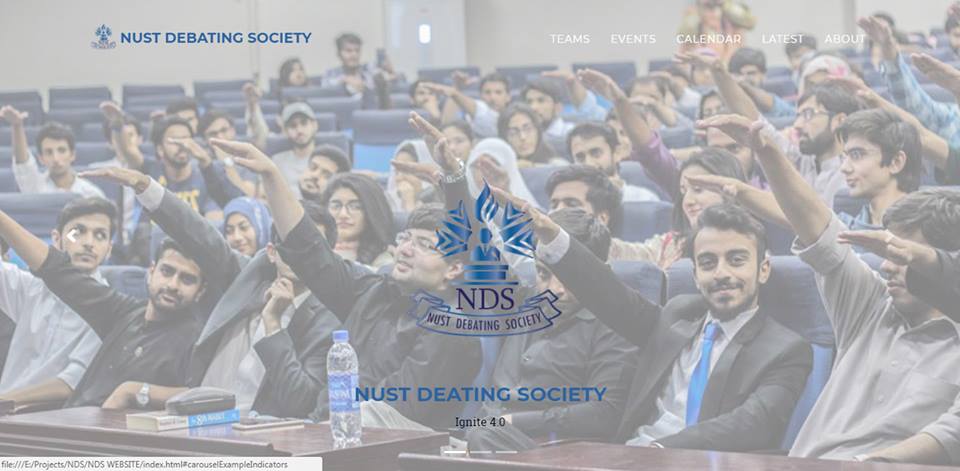 NUST DEBATING SOCIETY
TEAMS EVENTS CALENDAR LATEST ABOUT
NDS
NUST DEBATING SOCIETY
NUST DEATING SOCIETY
Ignite 4.0
file:///E:/Projects/NDS/NDS WEBSITE/index.html#carouselExampleIndicators